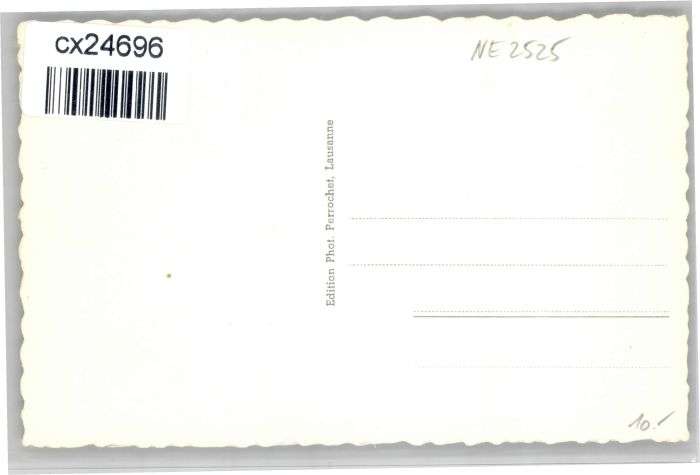 cx24696
NE 2525
Edition Phot. Perrochet, Lausanne
10.-